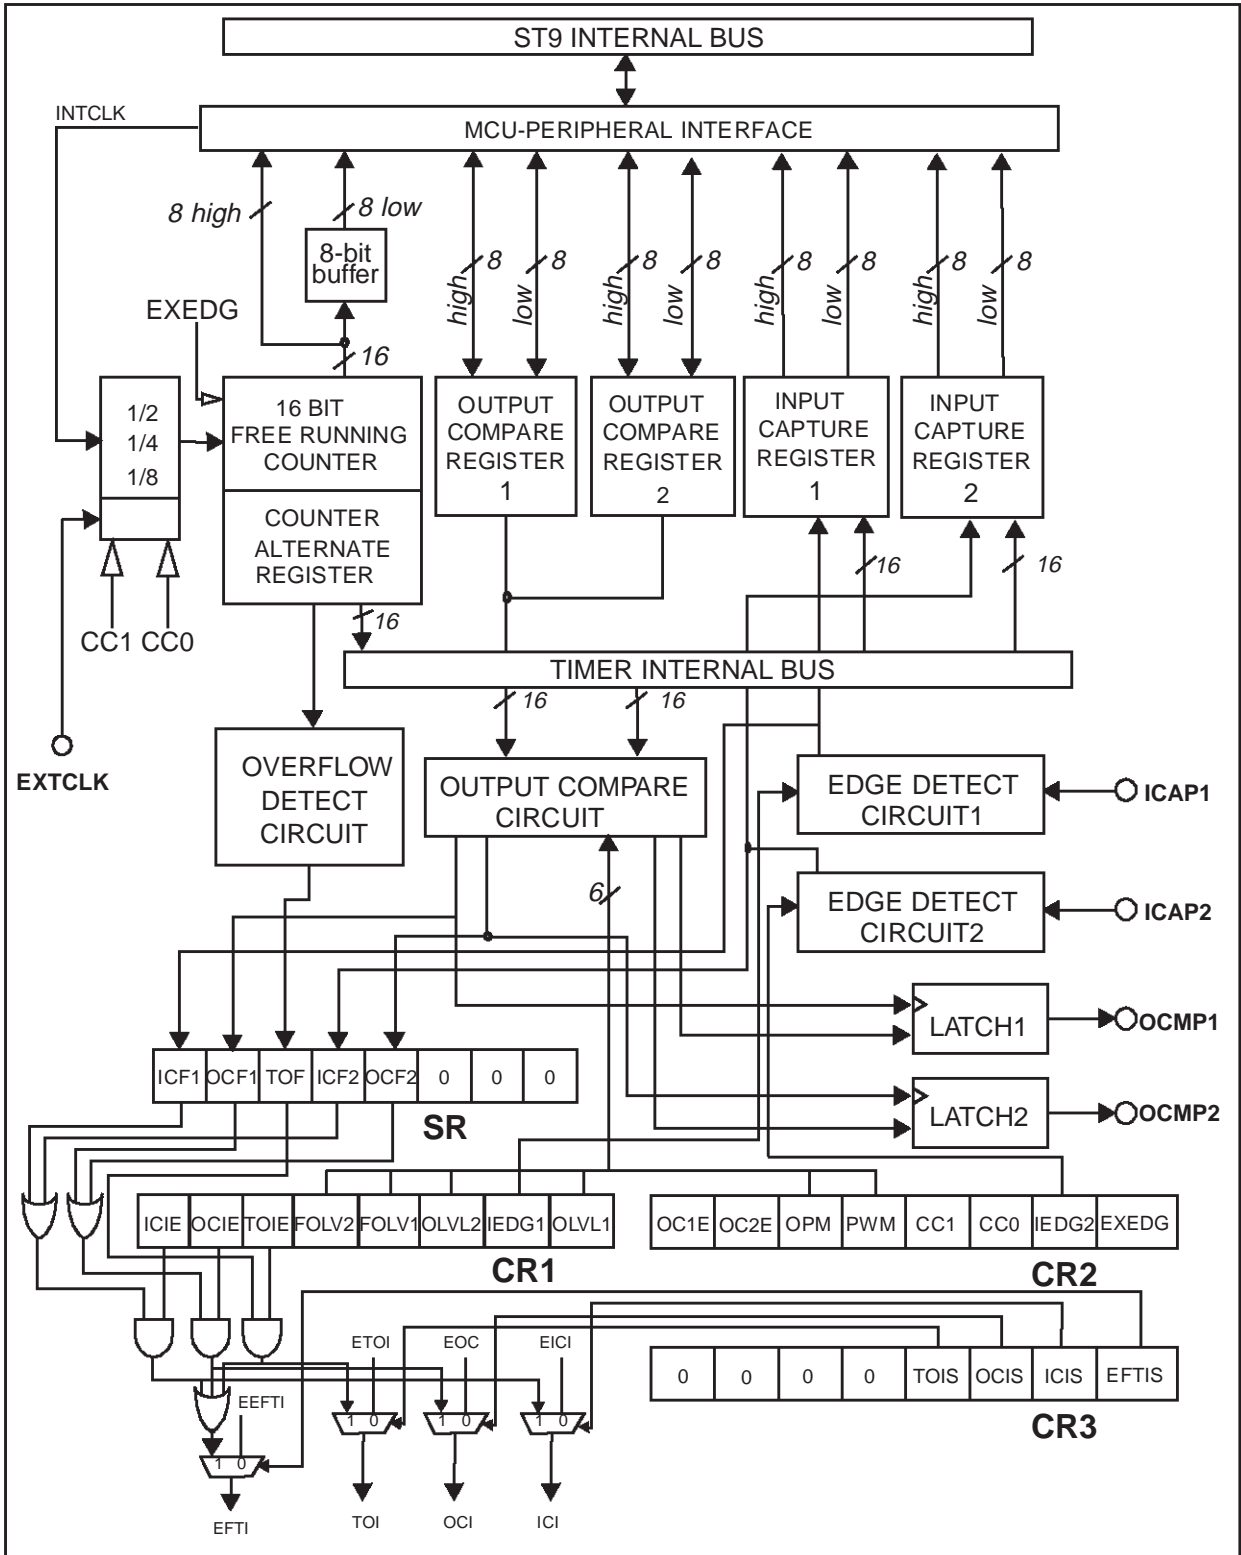 ST9 INTERNAL BUS
INTCLK
MCU-PERIPHERAL INTERFACE
8 high
8 low
8-bit
buffer
high
8
low
8
high
8
low
8
high
8
low
8
high
8
low
8
EXEDG
16
1/2
1/4
1/8
16 BIT
FREE RUNNING
COUNTER
COUNTER
ALTERNATE
REGISTER
OUTPUT
COMPARE
REGISTER
1
OUTPUT
COMPARE
REGISTER
2
INPUT
CAPTURE
REGISTER
1
INPUT
CAPTURE
REGISTER
2
16
16
CC1
CC0
16
TIMER INTERNAL BUS
16
16
EXTCLK
OVERFLOW
DETECT
CIRCUIT
OUTPUT COMPARE
CIRCUIT
EDGE DETECT
CIRCUIT1
ICAP1
6
EDGE DETECT
CIRCUIT2
ICAP2
LATCH1
OCMP1
LATCH2
OCMP2
ICF1 OCF1 TOF ICF2 OCF2 0 0 0
SR
ICIE OCIE TOIE FOLV2 FOLV1 OLVL2 IEDG1 OLVL1
CR1
OC1E OC2E OPM PWM CC1 CC0 IEDG2 EXEDG
CR2
ETOI
EOC
EICI
0 0 0 0 TOIS OCIS ICIS EFTIS
CR3
EEFTI
1 0
1 0
1 0
1 0
EFTI
TOI
OCI
ICI